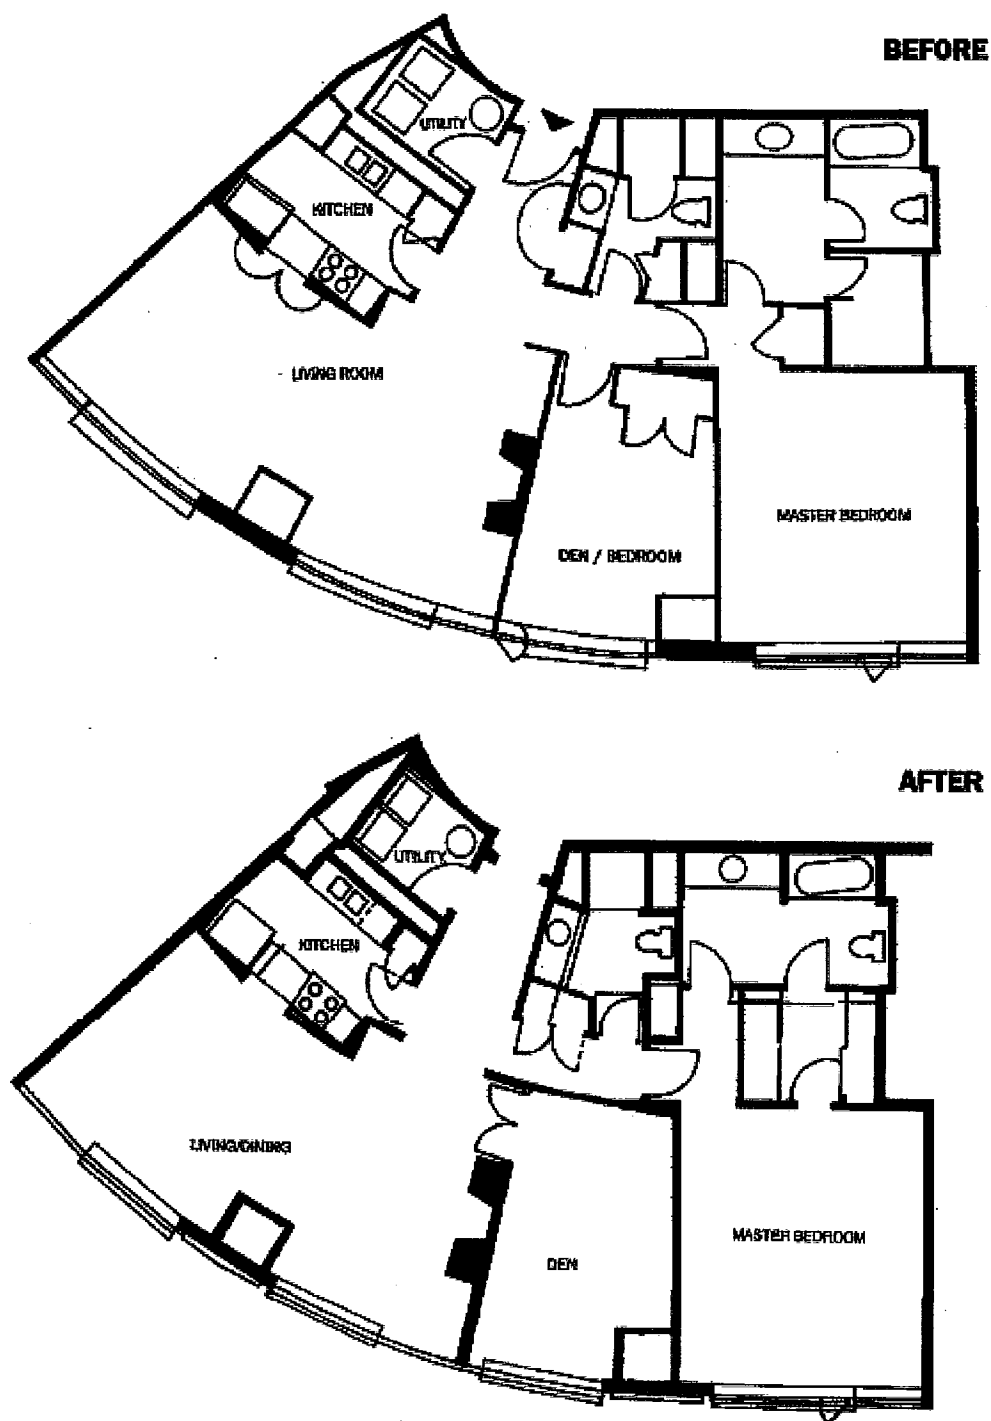 BEFORE
UTILITY
KITCHEN
LIVING ROOM
MASTER BEDROOM
DEN / BEDROOM
AFTER
UTILITY
KITCHEN
LIVING/DINING
MASTER BEDROOM
DEN